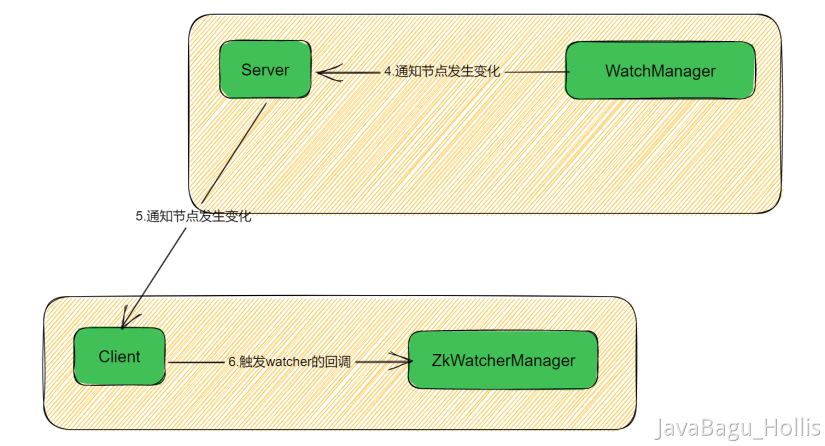 Server
4.通知节点发生变化
WatchManager
5.通知节点发生变化
Client
6.触发watcher的回调
ZkWatcherManager
JavaBagu_Hollis